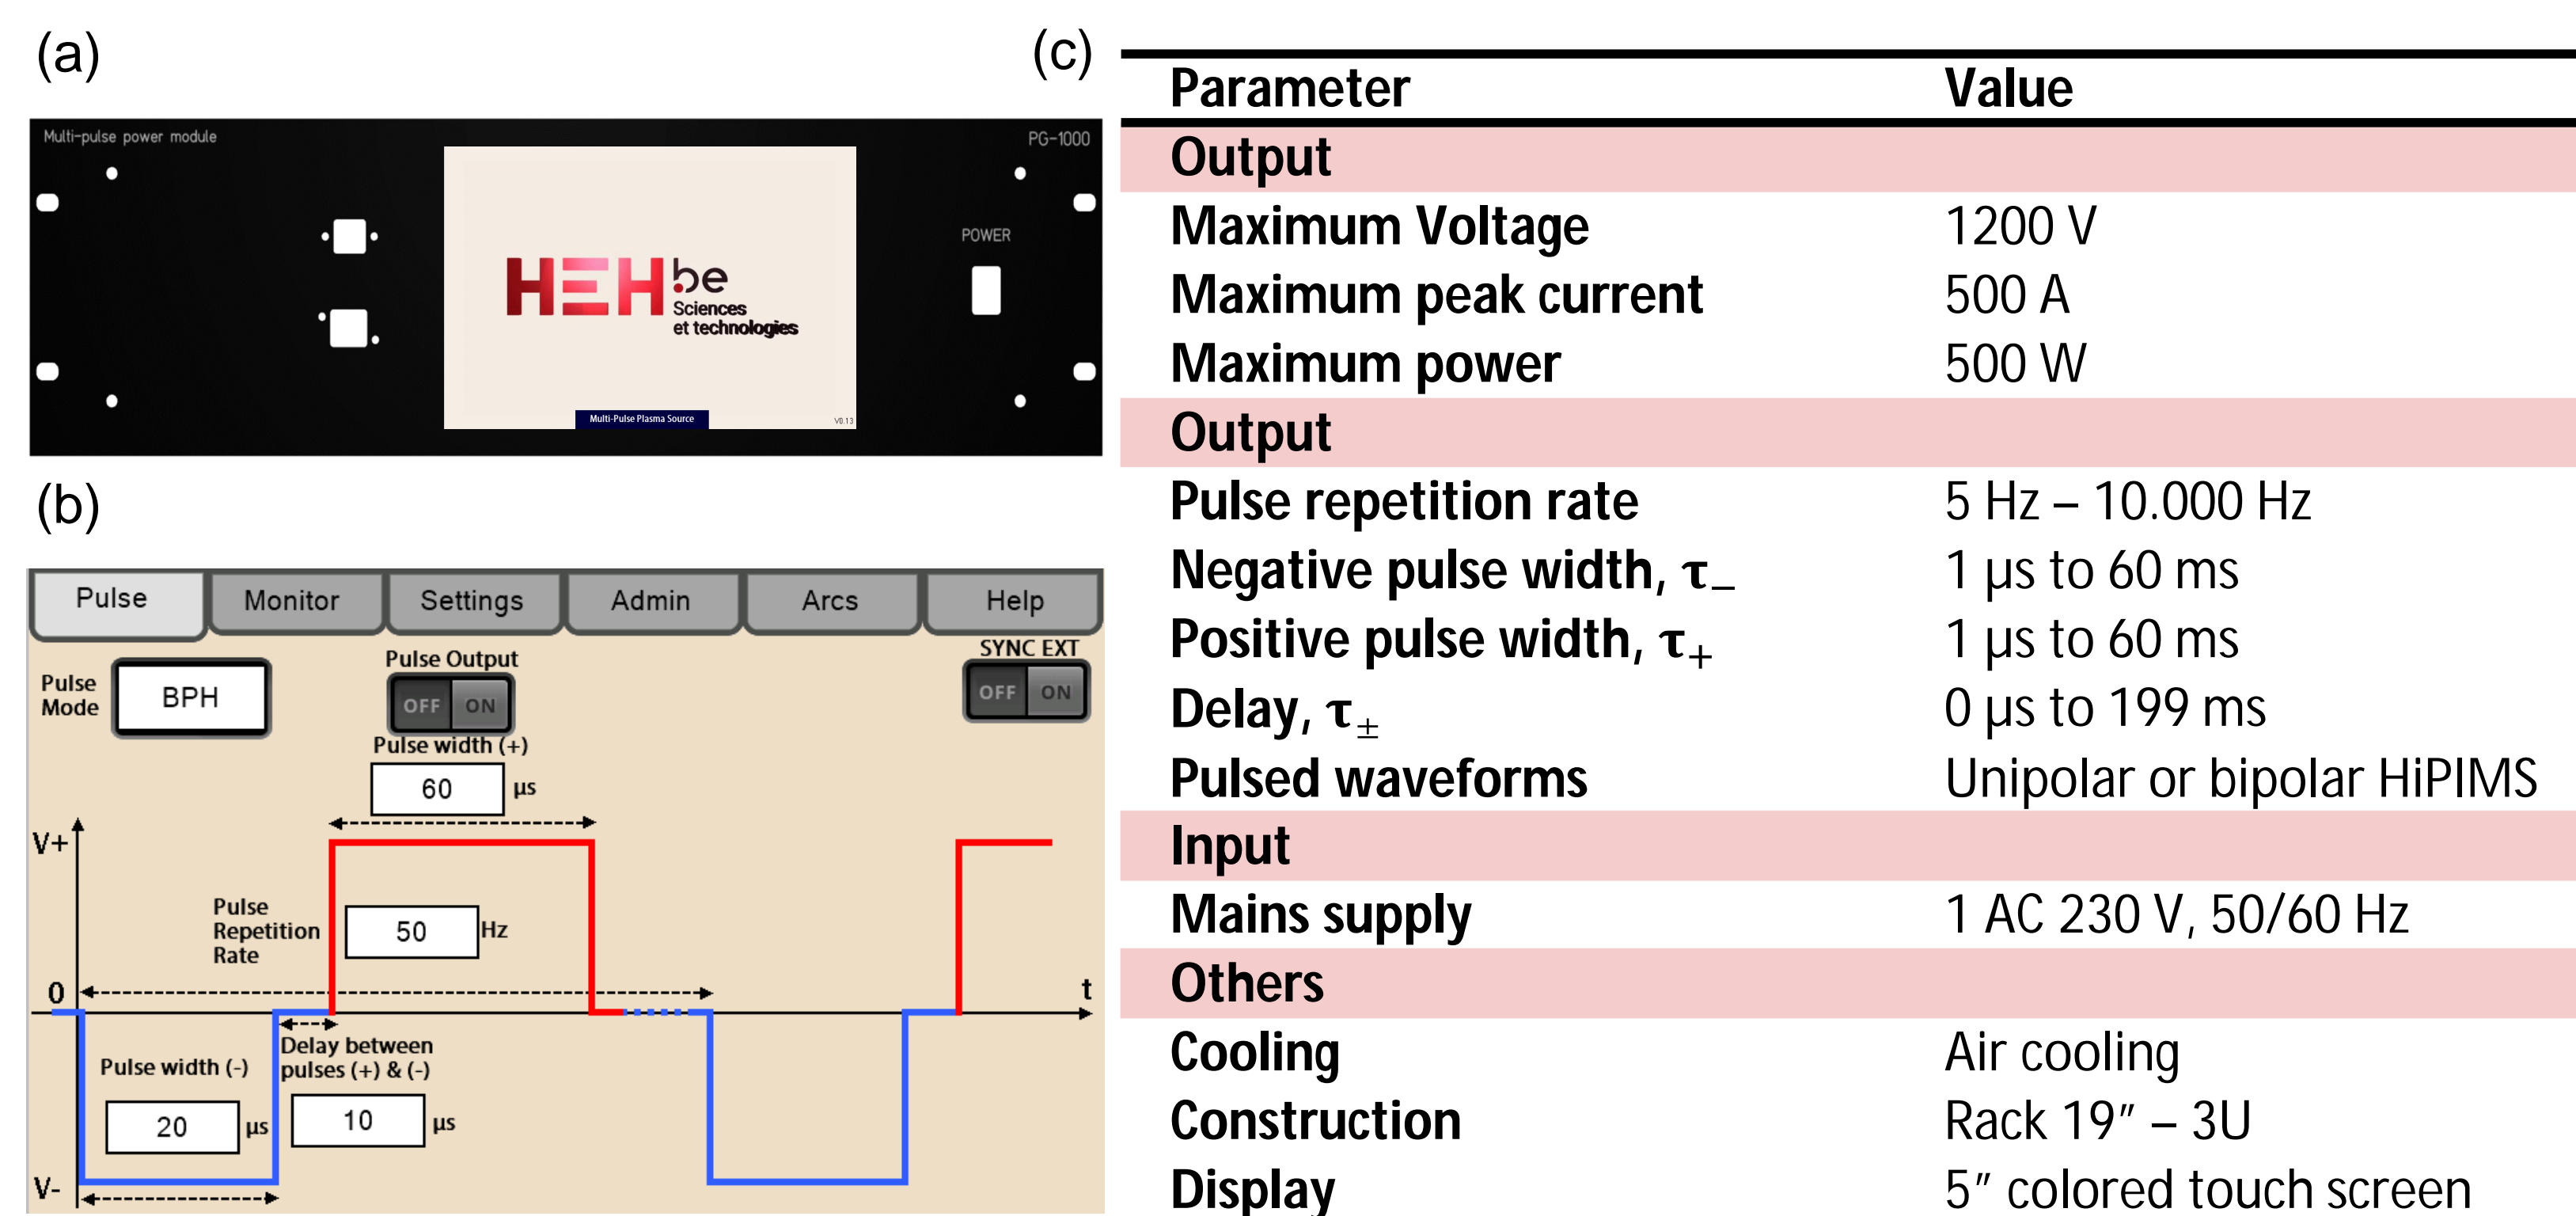 (a)
Multi-pulse power module
PG-1000
POWER
HEH.be
Sciences
et technologies
Multi-Pulse Plasma Source
V0.13
(b)
Pulse Monitor Settings Admin Arcs Help
Pulse
Mode
BPH
Pulse Output
OFF ON
SYNC EXT
OFF ON
Pulse width (+)
60 µs
V+
Pulse
Repetition
Rate
50 Hz
0
t
Pulse width (-)
20 µs
Delay between
pulses (+) & (-)
10 µs
V-
(c)
Parameter Value
Output
Maximum Voltage 1200 V
Maximum peak current 500 A
Maximum power 500 W
Output
Pulse repetition rate 5 Hz – 10.000 Hz
Negative pulse width, τ₋ 1 µs to 60 ms
Positive pulse width, τ₊ 1 µs to 60 ms
Delay, τ± 0 µs to 199 ms
Pulsed waveforms Unipolar or bipolar HiPIMS
Input
Mains supply 1 AC 230 V, 50/60 Hz
Others
Cooling Air cooling
Construction Rack 19″ – 3U
Display 5″ colored touch screen